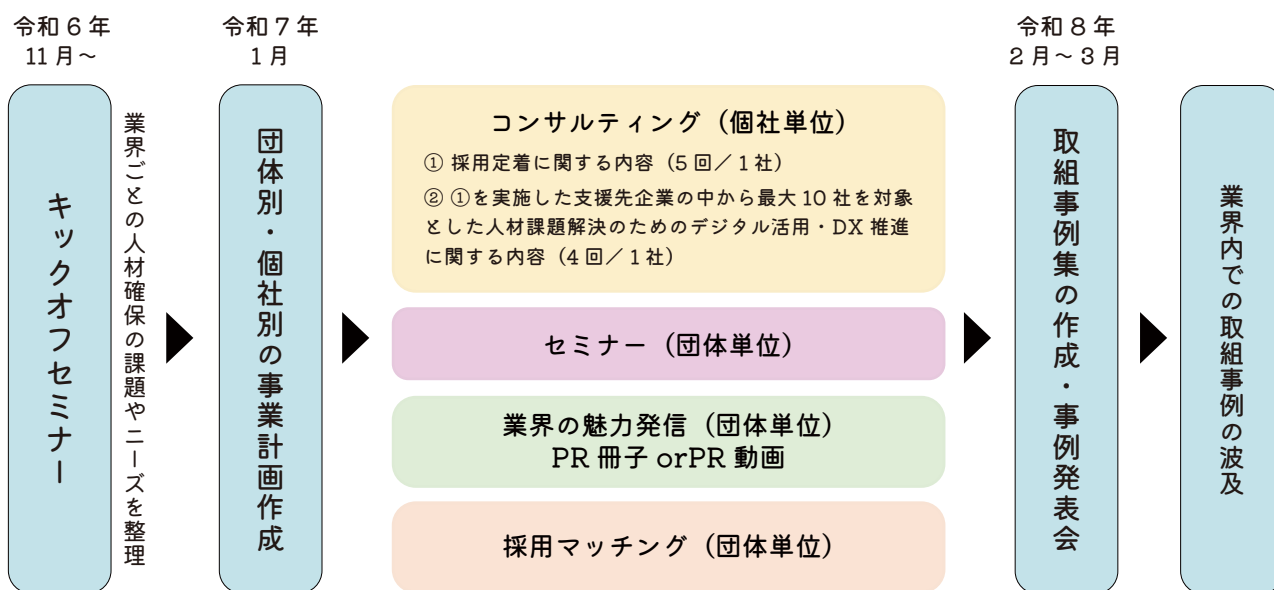 令和6年
11月～
キックオフセミナー
業界ごとの人材確保の課題やニーズを整理
令和7年
1月
団体別・個社別の事業計画作成
コンサルティング（個社単位）
① 採用定着に関する内容（5回／1社）
② ①を実施した支援先企業の中から最大10社を対象
とした人材課題解決のためのデジタル活用・DX推進
に関する内容（4回／1社）
セミナー（団体単位）
業界の魅力発信（団体単位）
PR冊子orPR動画
採用マッチング（団体単位）
令和8年
2月～3月
取組事例集の作成・事例発表会
業界内での取組事例の波及